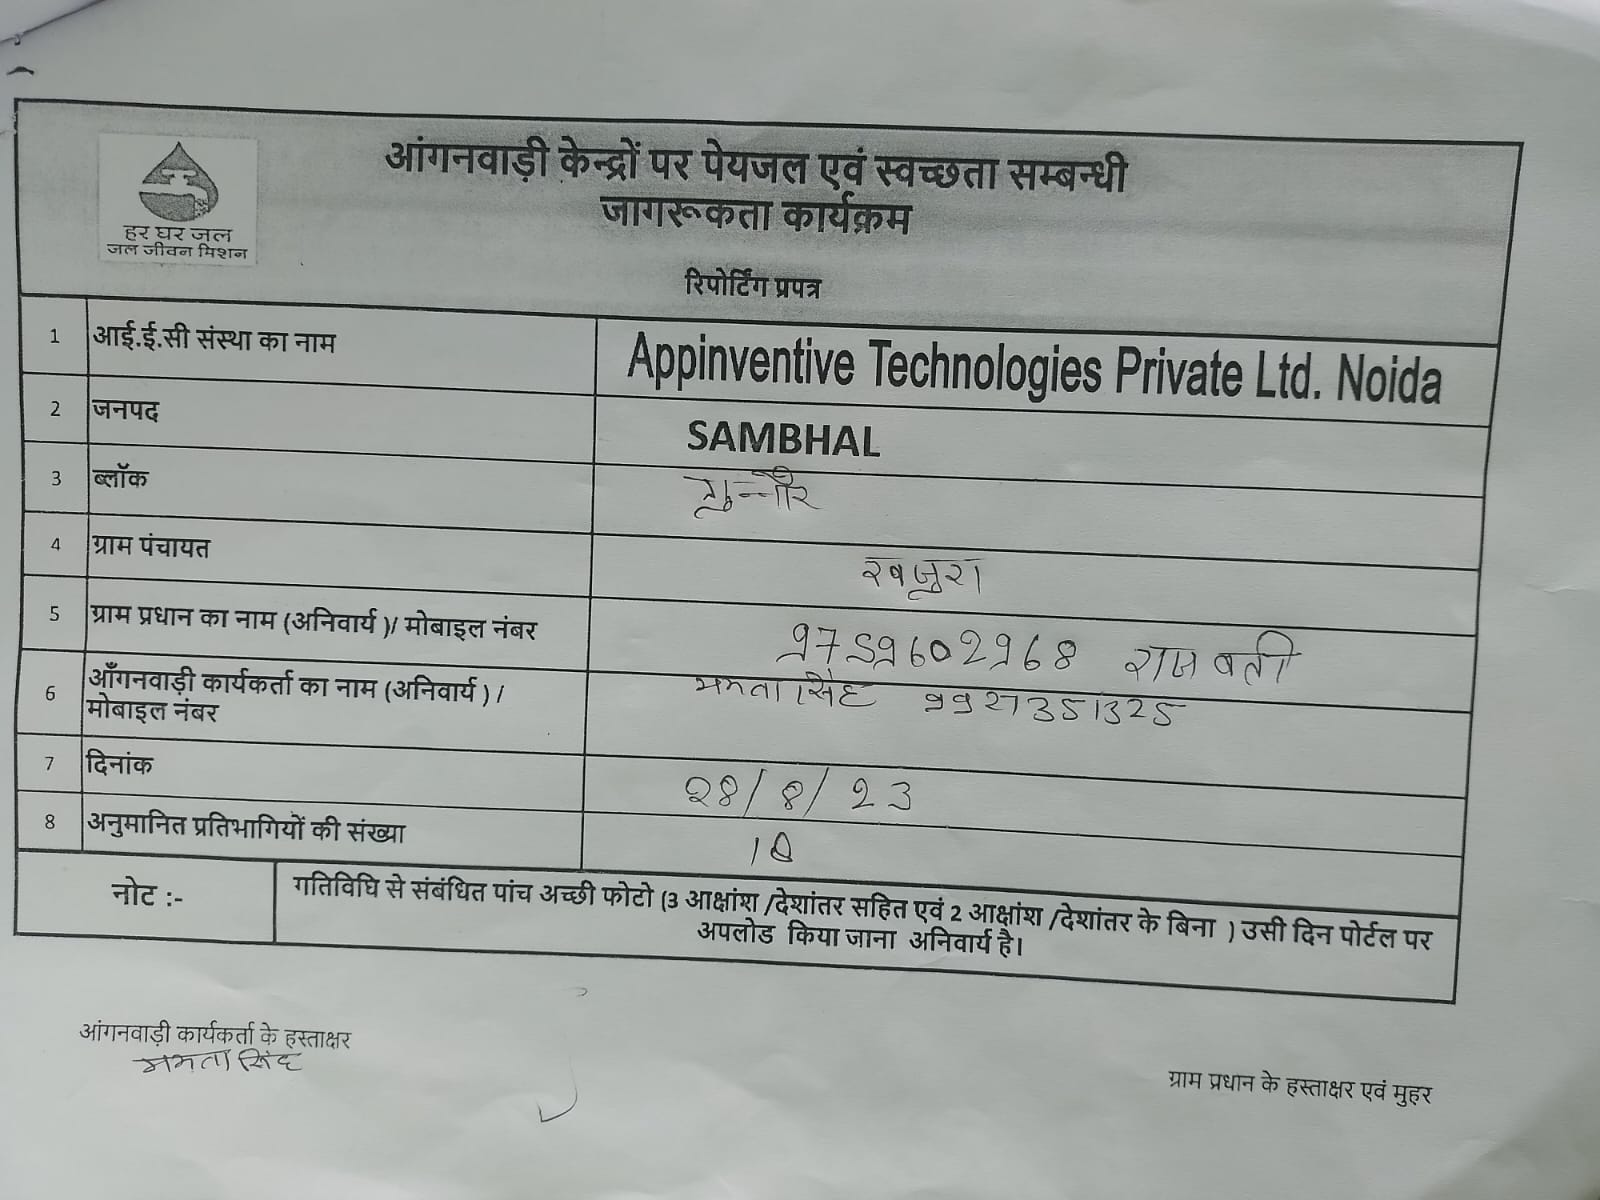 हर घर जल
जल जीवन मिशन
आंगनवाड़ी केन्द्रों पर पेयजल एवं स्वच्छता सम्बन्धी
जागरूकता कार्यक्रम
रिपोर्टिंग प्रपत्र
1 आई.ई.सी संस्था का नाम Appinventive Technologies Private Ltd. Noida
2 जनपद SAMBHAL
3 ब्लॉक गुन्नौर
4 ग्राम पंचायत खजुरा
5 ग्राम प्रधान का नाम (अनिवार्य )/ मोबाइल नंबर 9759602968 राजवती
6 आँगनवाड़ी कार्यकर्ता का नाम (अनिवार्य ) / ममता सिंह 9927351325
मोबाइल नंबर
7 दिनांक 28/8/23
8 अनुमानित प्रतिभागियों की संख्या 10
नोट :- गतिविधि से संबंधित पांच अच्छी फोटो (3 आक्षांश /देशांतर सहित एवं 2 आक्षांश /देशांतर के बिना ) उसी दिन पोर्टल पर
अपलोड किया जाना अनिवार्य है।
आंगनवाड़ी कार्यकर्ता के हस्ताक्षर
ममता सिंह
ग्राम प्रधान के हस्ताक्षर एवं मुहर